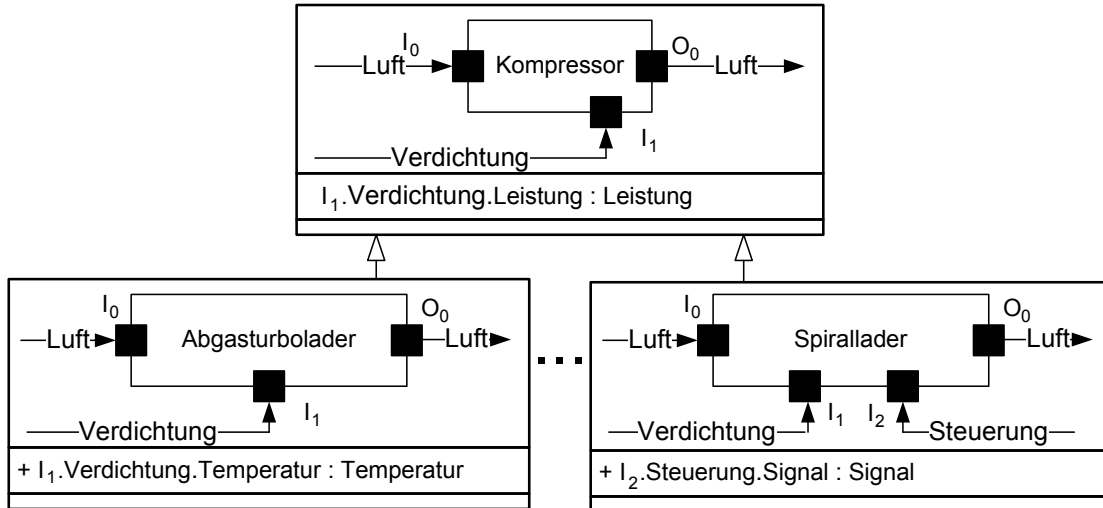 I0 O0
Luft Kompressor Luft
I1
Verdichtung
I1.Verdichtung.Leistung : Leistung
I0 O0
Luft Abgasturbolader Luft
I1
Verdichtung
+ I1.Verdichtung.Temperatur : Temperatur
...
I0 O0
Luft Spirallader Luft
I1 I2
Verdichtung Steuerung
+ I2.Steuerung.Signal : Signal